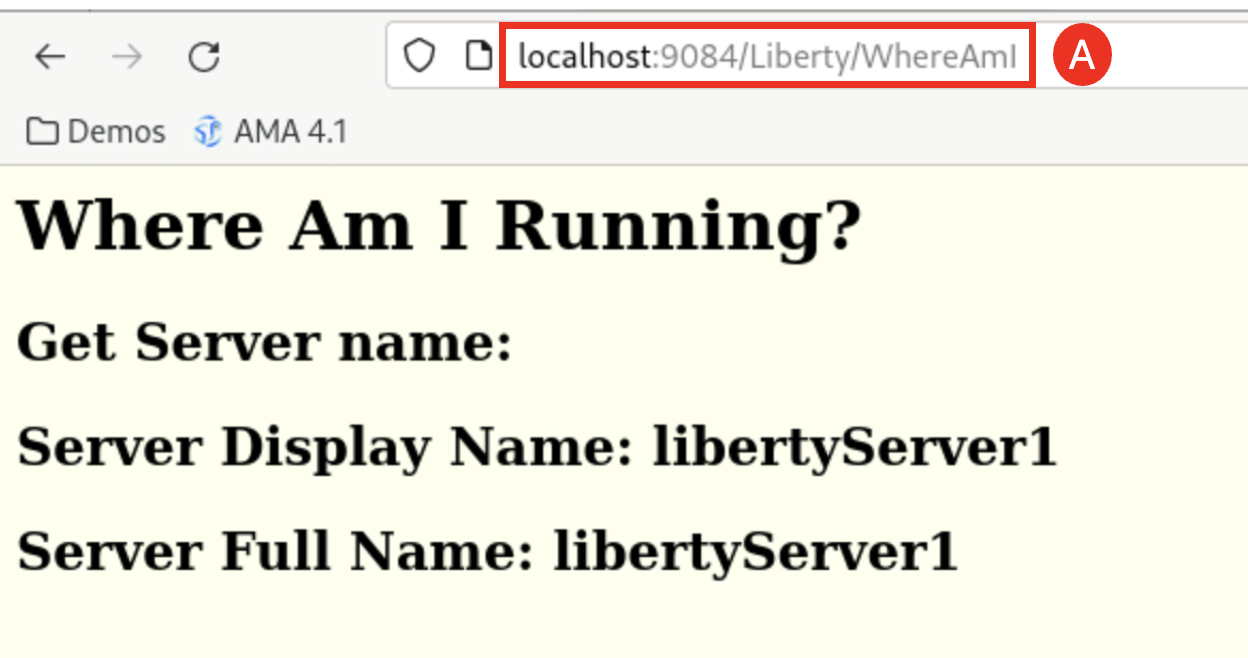 localhost:9084/Liberty/WhereAmI A
Demos AMA 4.1
Where Am I Running?
Get Server name:
Server Display Name: libertyServer1
Server Full Name: libertyServer1